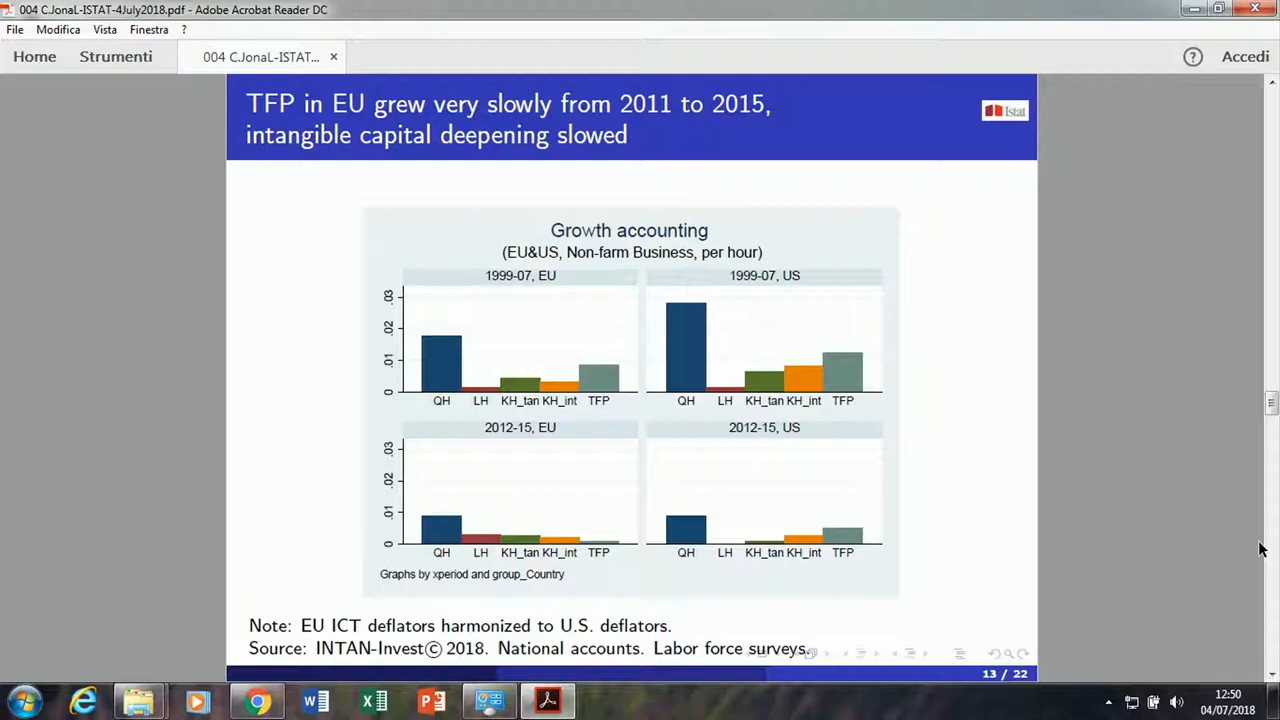 004 C.JonaL-ISTAT-4July2018.pdf - Adobe Acrobat Reader DC
File Modifica Vista Finestra ?
Home Strumenti 004 C.JonaL-ISTAT... × ? Accedi
TFP in EU grew very slowly from 2011 to 2015,
intangible capital deepening slowed
Istat
Growth accounting
(EU&US, Non-farm Business, per hour)
1999-07, EU
.03
.02
.01
0
QH LH KH_tan KH_int TFP
1999-07, US
QH LH KH_tan KH_int TFP
2012-15, EU
.03
.02
.01
0
QH LH KH_tan KH_int TFP
2012-15, US
QH LH KH_tan KH_int TFP
Graphs by xperiod and group_Country
Note: EU ICT deflators harmonized to U.S. deflators.
Source: INTAN-Invest© 2018. National accounts. Labor force surveys.
13 / 22
12:50
04/07/2018